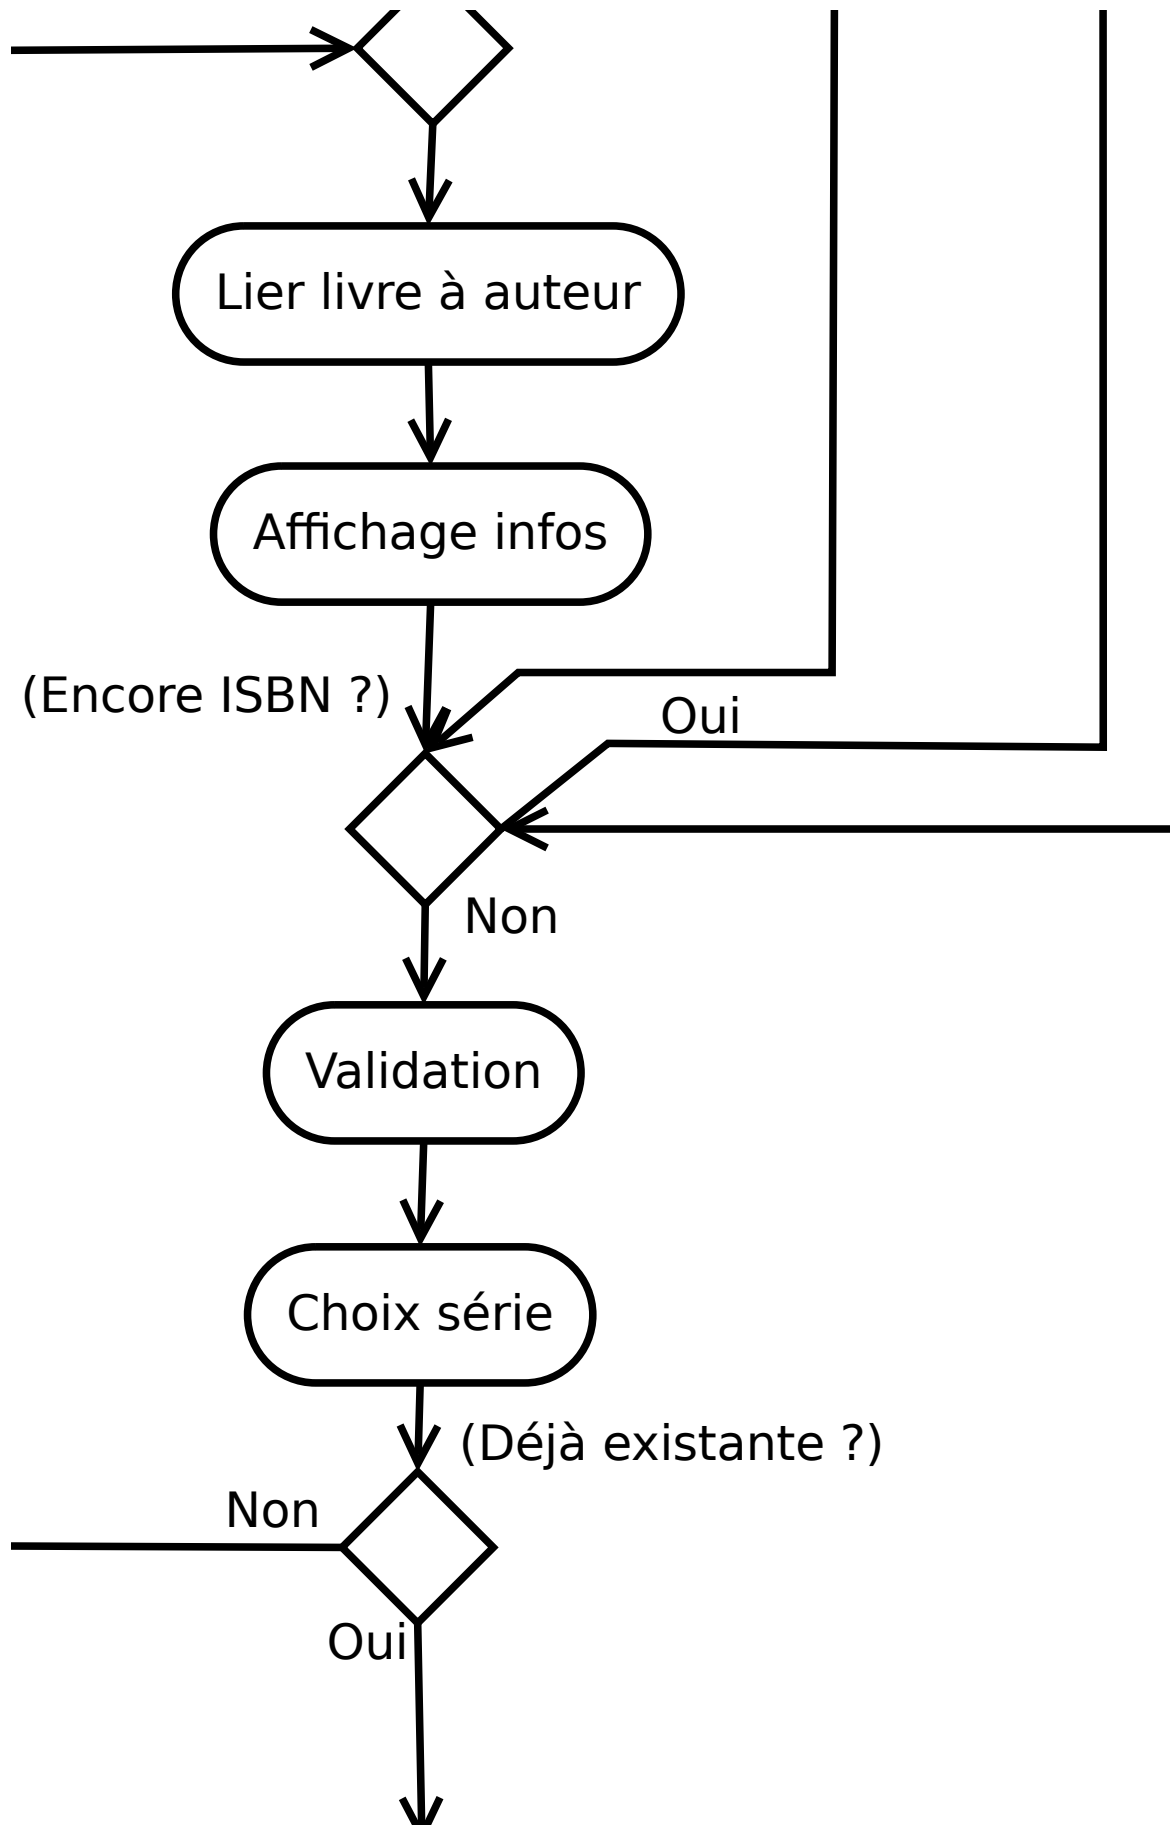 Lier livre à auteur
Affichage infos
(Encore ISBN ?)
Oui
Non
Validation
Choix série
(Déjà existante ?)
Non
Oui